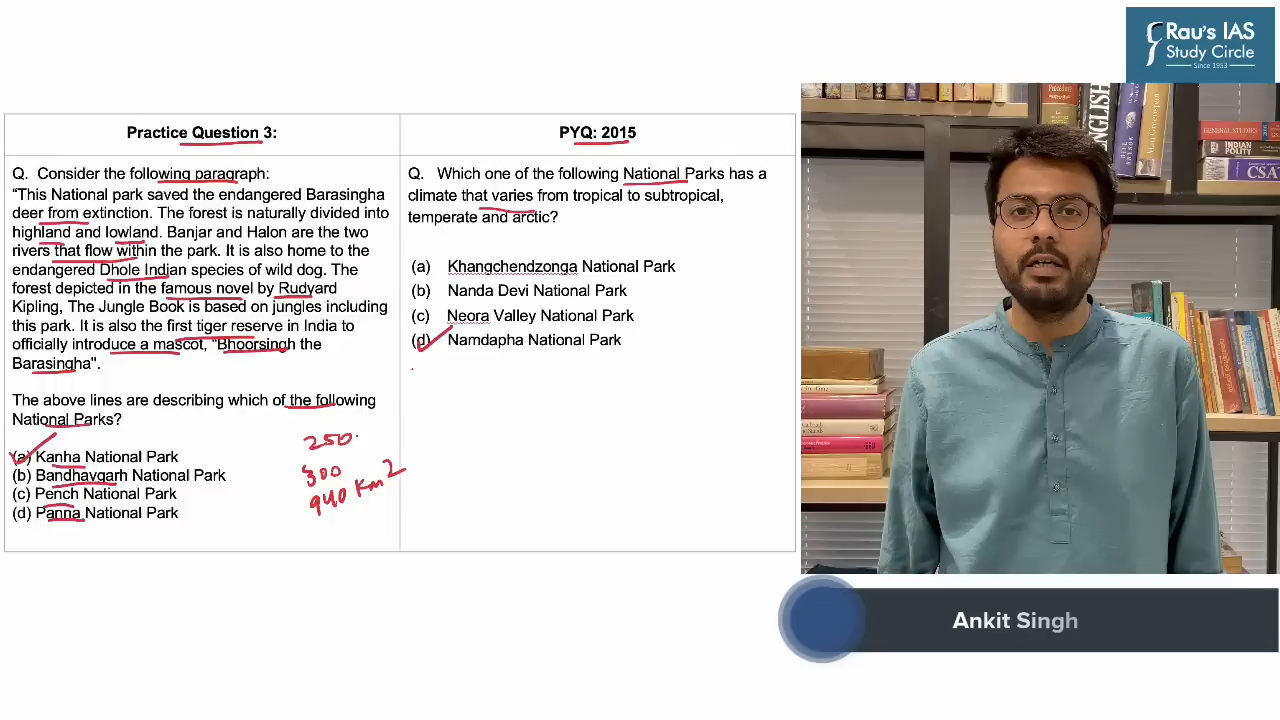 Rau's IAS
Study Circle
Since 1953
Practice Question 3:
Q. Consider the following paragraph:
“This National park saved the endangered Barasingha
deer from extinction. The forest is naturally divided into
highland and lowland. Banjar and Halon are the two
rivers that flow within the park. It is also home to the
endangered Dhole Indian species of wild dog. The
forest depicted in the famous novel by Rudyard
Kipling, The Jungle Book is based on jungles including
this park. It is also the first tiger reserve in India to
officially introduce a mascot, “Bhoorsingh the
Barasingha".
The above lines are describing which of the following
National Parks?
(a) Kanha National Park
(b) Bandhavgarh National Park
(c) Pench National Park
(d) Panna National Park
250
300
940 Km2
PYQ: 2015
Q. Which one of the following National Parks has a
climate that varies from tropical to subtropical,
temperate and arctic?
(a) Khangchendzonga National Park
(b) Nanda Devi National Park
(c) Neora Valley National Park
(d) Namdapha National Park
ENGLISH
GENERAL STUDIES
INDIAN
POLITY
CSAT
Ankit Singh